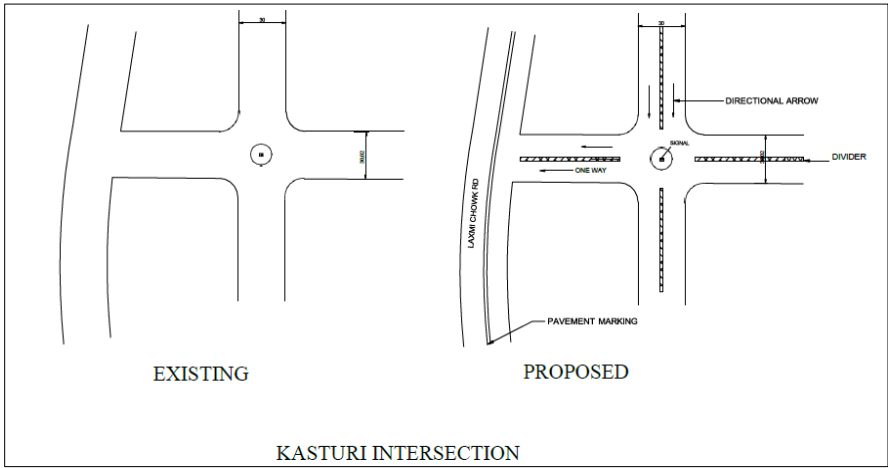 30
30
DIRECTIONAL ARROW
SIGNAL
DIVIDER
ONE WAY
LAXMI CHOWK RD
PAVEMENT MARKING
EXISTING
PROPOSED
KASTURI INTERSECTION